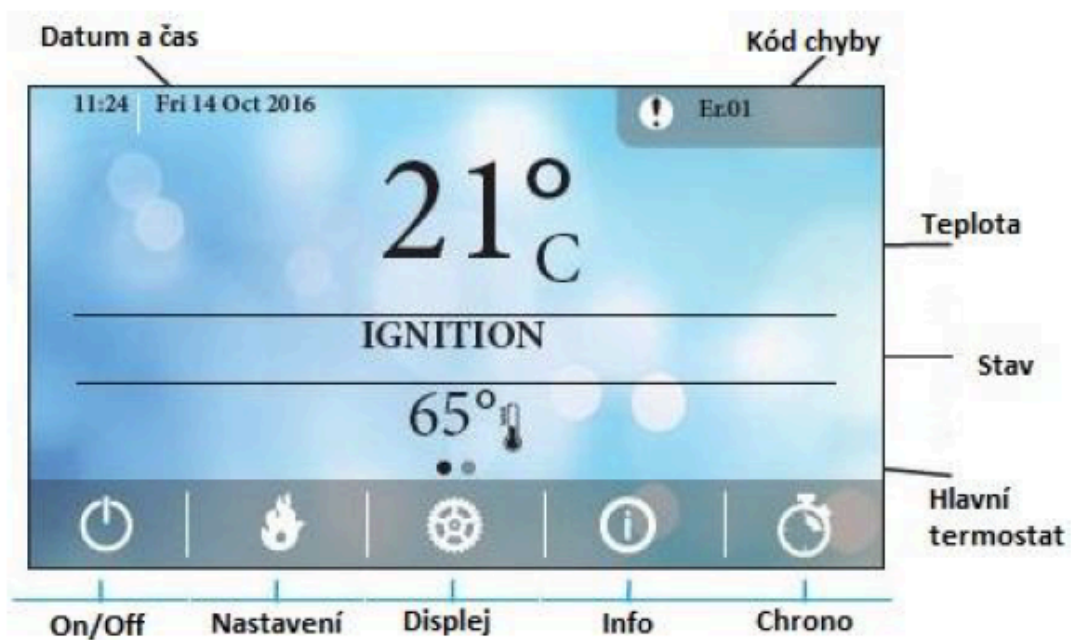 Datum a čas
Kód chyby
11:24 Fri 14 Oct 2016
Er.01
21°C
Teplota
IGNITION
Stav
65°
Hlavní
termostat
On/Off Nastavení Displej Info Chrono